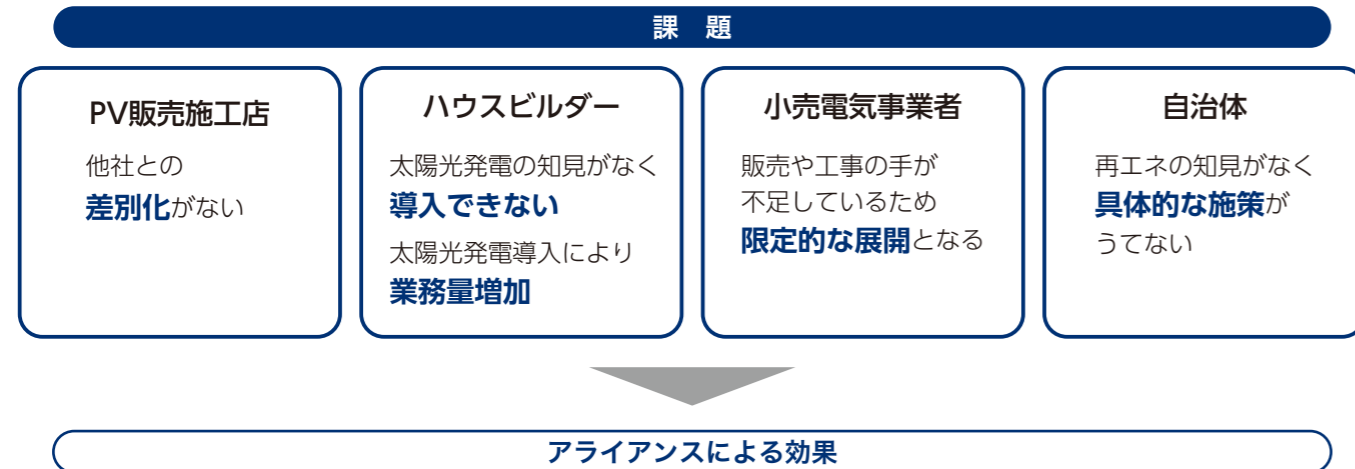 課 題
PV販売施工店
他社との
差別化がない
ハウスビルダー
太陽光発電の知見がなく
導入できない
太陽光発電導入により
業務量増加
小売電気事業者
販売や工事の手が
不足しているため
限定的な展開となる
自治体
再エネの知見がなく
具体的な施策が
うてない
アライアンスによる効果